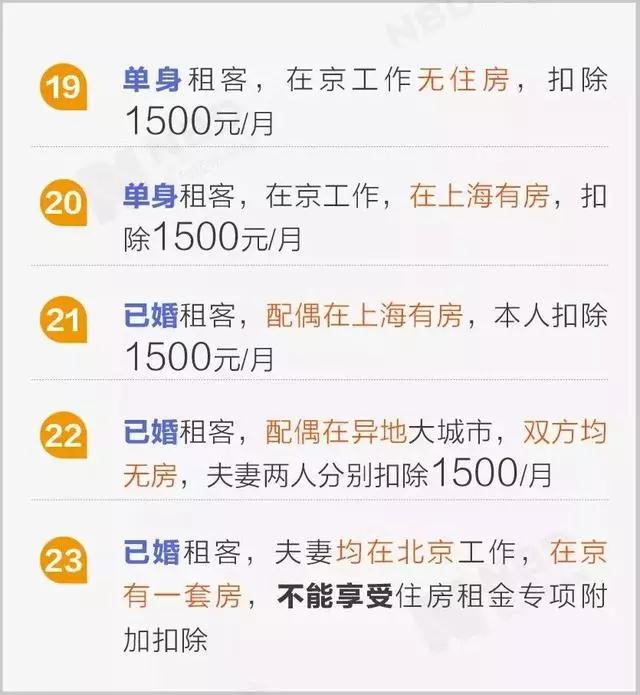 19
单身租客，在京工作无住房，扣除
1500元/月
20
单身租客，在京工作，在上海有房，扣
除1500元/月
21
已婚租客，配偶在上海有房，本人扣除
1500元/月
22
已婚租客，配偶在异地大城市，双方均
无房，夫妻两人分别扣除1500/月
23
已婚租客，夫妻均在北京工作，在京
有一套房，不能享受住房租金专项附
加扣除